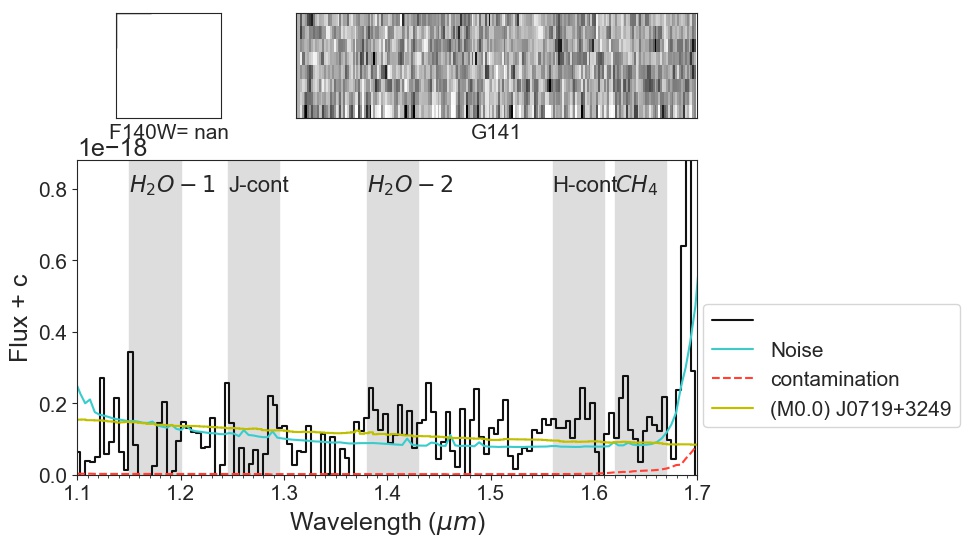 F140W= nan
G141
1e−18
H₂O − 1 J-cont H₂O − 2 H-cont CH₄
0.8
0.6
0.4
0.2
0.0
Flux + c
1.1 1.2 1.3 1.4 1.5 1.6 1.7
Wavelength (μm)
Noise
contamination
(M0.0) J0719+3249